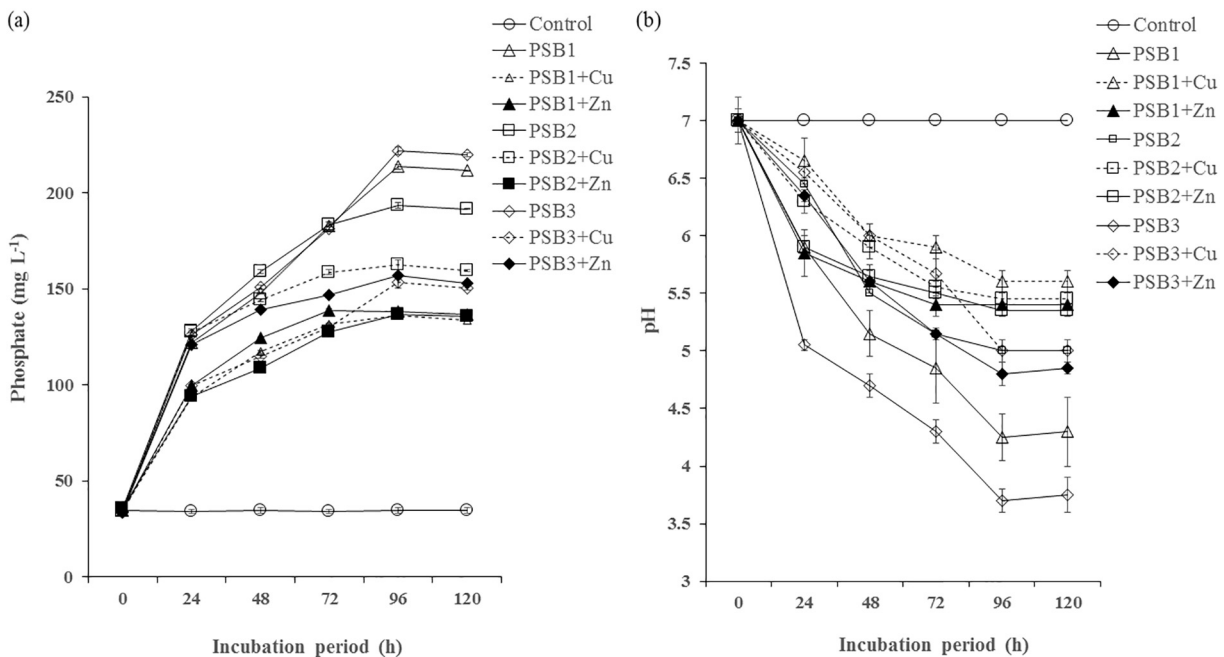 (a)
Control
PSB1
PSB1+Cu
PSB1+Zn
PSB2
PSB2+Cu
PSB2+Zn
PSB3
PSB3+Cu
PSB3+Zn
Phosphate (mg L-1)
250
200
150
100
50
0
0 24 48 72 96 120
Incubation period (h)
(b)
Control
PSB1
PSB1+Cu
PSB1+Zn
PSB2
PSB2+Cu
PSB2+Zn
PSB3
PSB3+Cu
PSB3+Zn
pH
7.5
7
6.5
6
5.5
5
4.5
4
3.5
3
0 24 48 72 96 120
Incubation period (h)